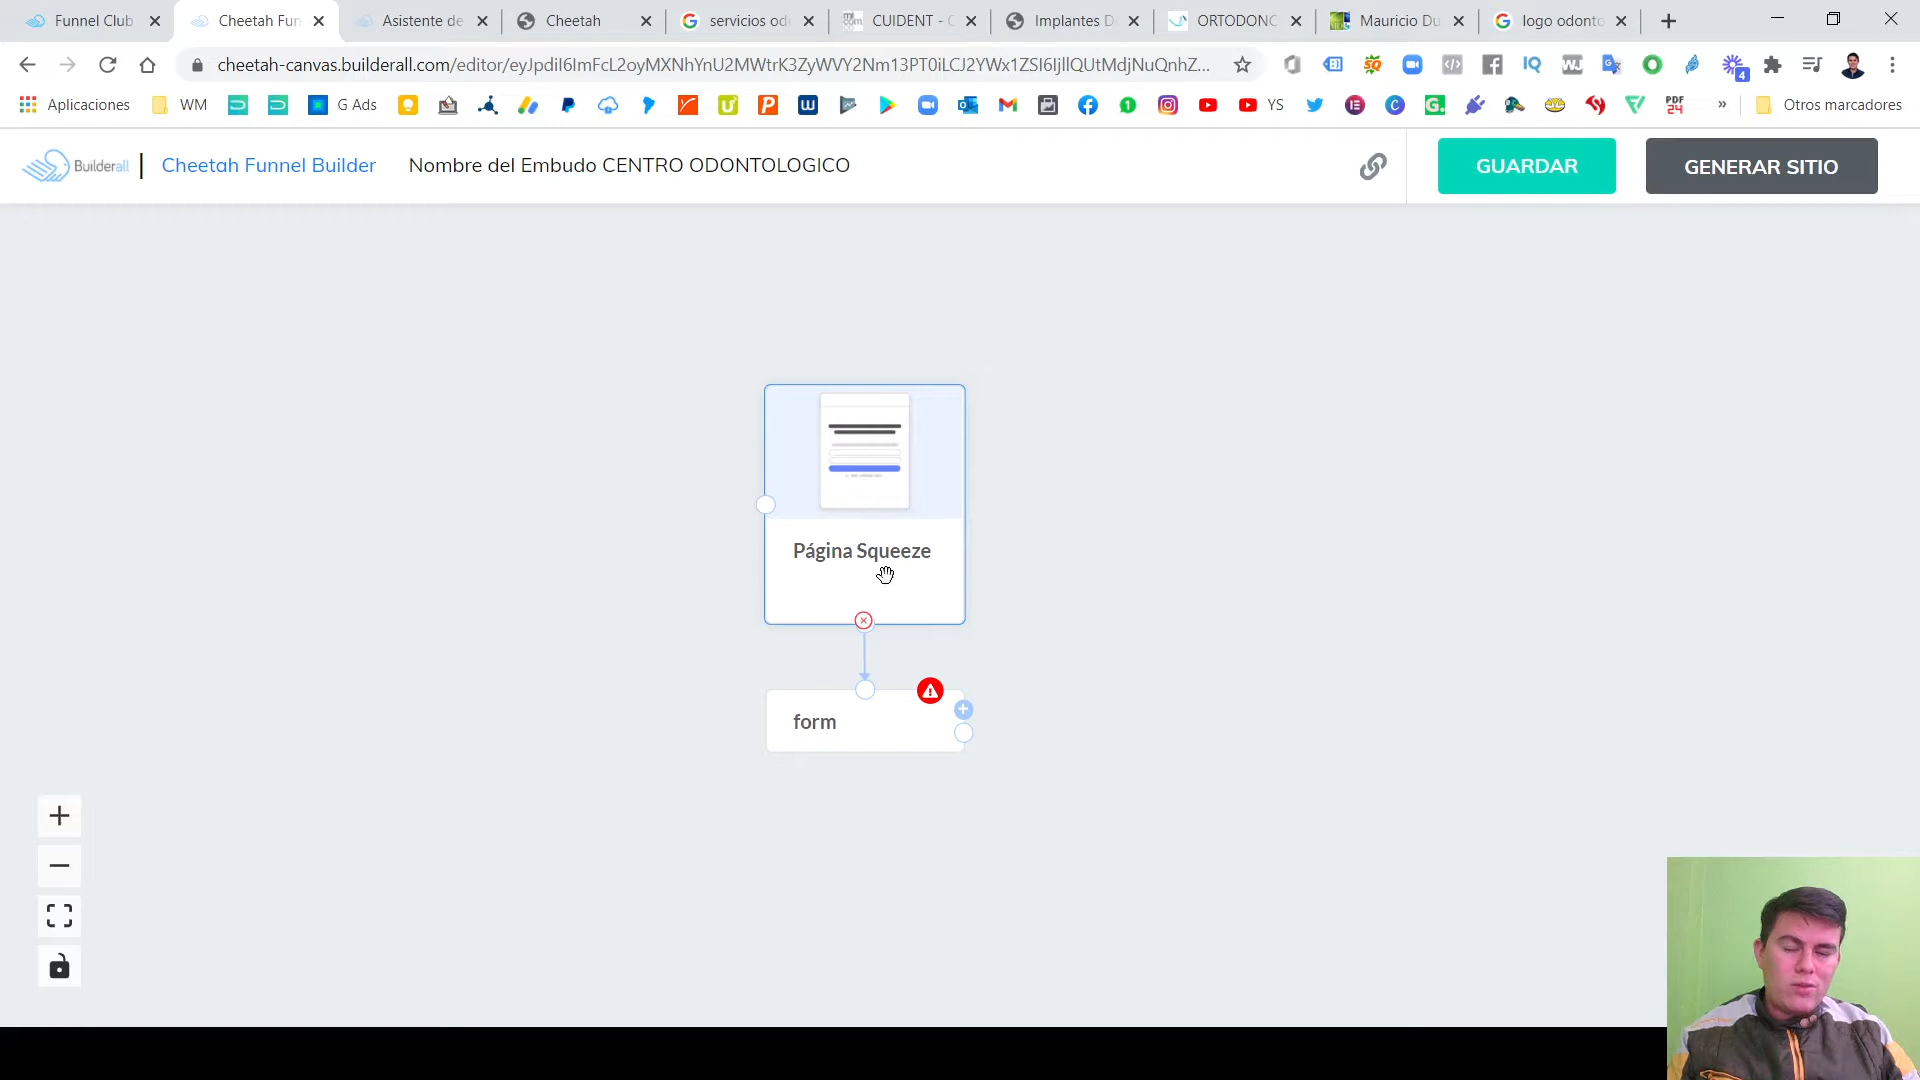 Funnel Club
Cheetah Fun
Asistente de
Cheetah
servicios od
CUIDENT - C
Implantes D
ORTODONC
Mauricio Du
logo odonto
cheetah-canvas.builderall.com/editor/eyJpdiI6ImFcL2oyMXNhYnU2MWtrK3ZyWVY2Nm13PT0iLCJ2YWx1ZSI6IjllQUtMdjNuQnhZ...
Aplicaciones
WM
G Ads
YS
Otros marcadores
Builderall
Cheetah Funnel Builder
Nombre del Embudo CENTRO ODONTOLOGICO
GUARDAR
GENERAR SITIO
Página Squeeze
form